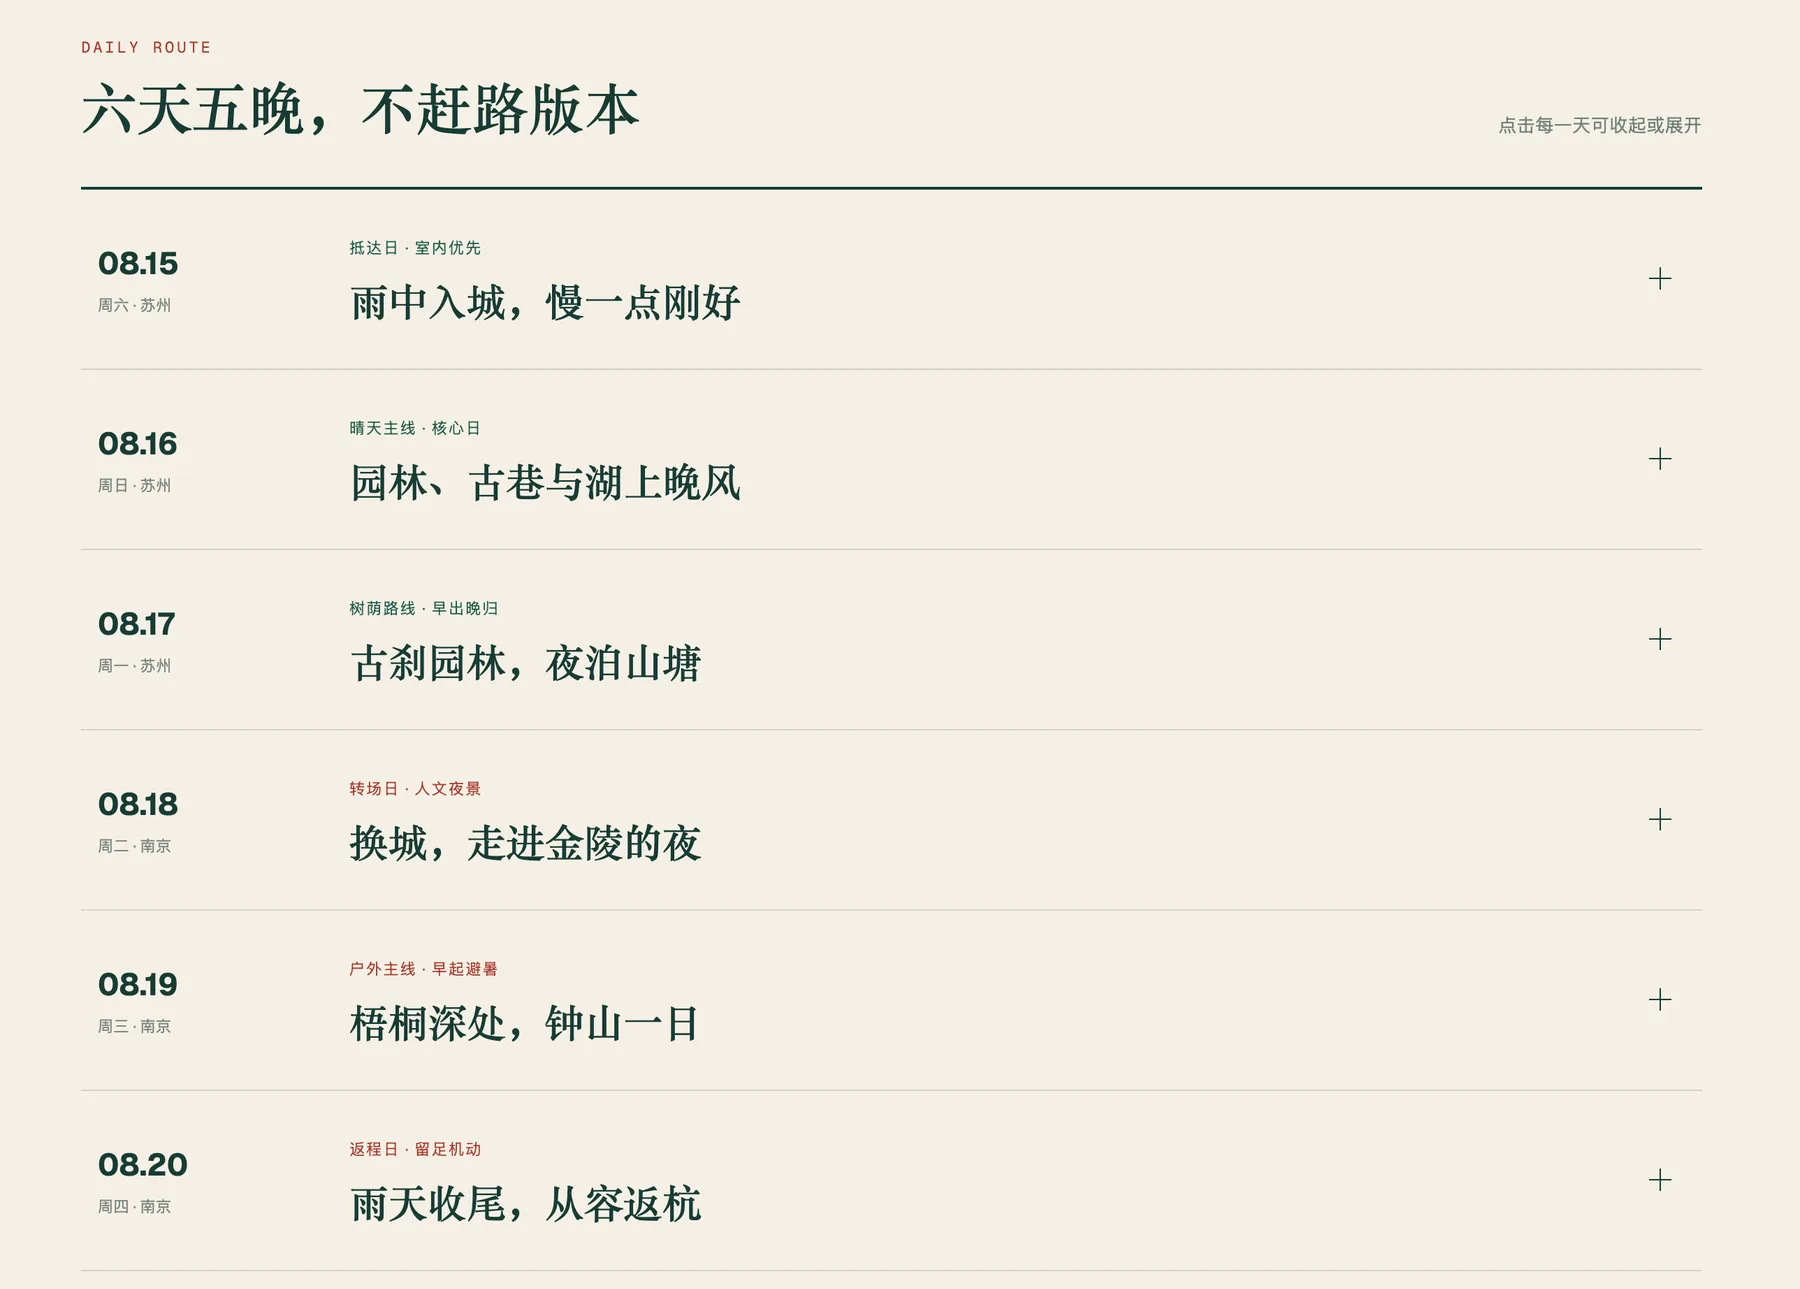 DAILY ROUTE
六天五晚，不赶路版本
点击每一天可收起或展开
08.15
周六·苏州
抵达日·室内优先
雨中入城，慢一点刚好
08.16
周日·苏州
晴天主线·核心日
园林、古巷与湖上晚风
08.17
周一·苏州
树荫路线·早出晚归
古刹园林，夜泊山塘
08.18
周二·南京
转场日·人文夜景
换城，走进金陵的夜
08.19
周三·南京
户外主线·早起避暑
梧桐深处，钟山一日
08.20
周四·南京
返程日·留足机动
雨天收尾，从容返杭